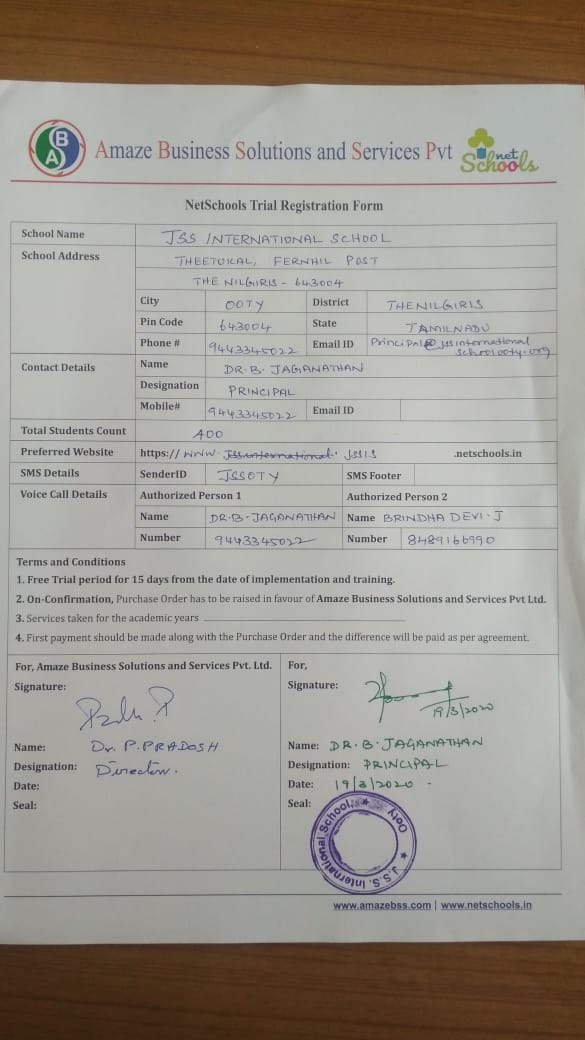 B
A
Amaze Business Solutions and Services Pvt
net
Schools
NetSchools Trial Registration Form
School Name JSS INTERNATIONAL SCHOOL
School Address THEETUKAL, FERNHIL POST
THE NILGIRIS - 643004
City OOTY District THENILGIRIS
Pin Code 643004 State TAMILNADU
Phone # 9443345022 Email ID Principal@jssinternational
schoolooty.org
Contact Details Name DR. B. JAGANATHAN
Designation PRINCIPAL
Mobile# 9443345022 Email ID
Total Students Count 400
Preferred Website https:// WWW. Jssinternational. JSSIS .netschools.in
SMS Details SenderID JSSOTY SMS Footer
Voice Call Details Authorized Person 1 Authorized Person 2
Name DR-B-JAGANATHAN Name BRINDHA DEVI. J
Number 9443345022 Number 8489166990
Terms and Conditions
1. Free Trial period for 15 days from the date of implementation and training.
2. On-Confirmation, Purchase Order has to be raised in favour of Amaze Business Solutions and Services Pvt Ltd.
3. Services taken for the academic years
4. First payment should be made along with the Purchase Order and the difference will be paid as per agreement.
For, Amaze Business Solutions and Services Pvt. Ltd.
Signature:
Name: Dr. P. PRADOSH
Designation: Director.
Date:
Seal:
For,
Signature:
19/3/2020
Name: DR. B. JAGANATHAN
Designation: PRINCIPAL
Date: 19/3/2020
Seal:
J.S.S. International School, Ooty
www.amazebss.com | www.netschools.in